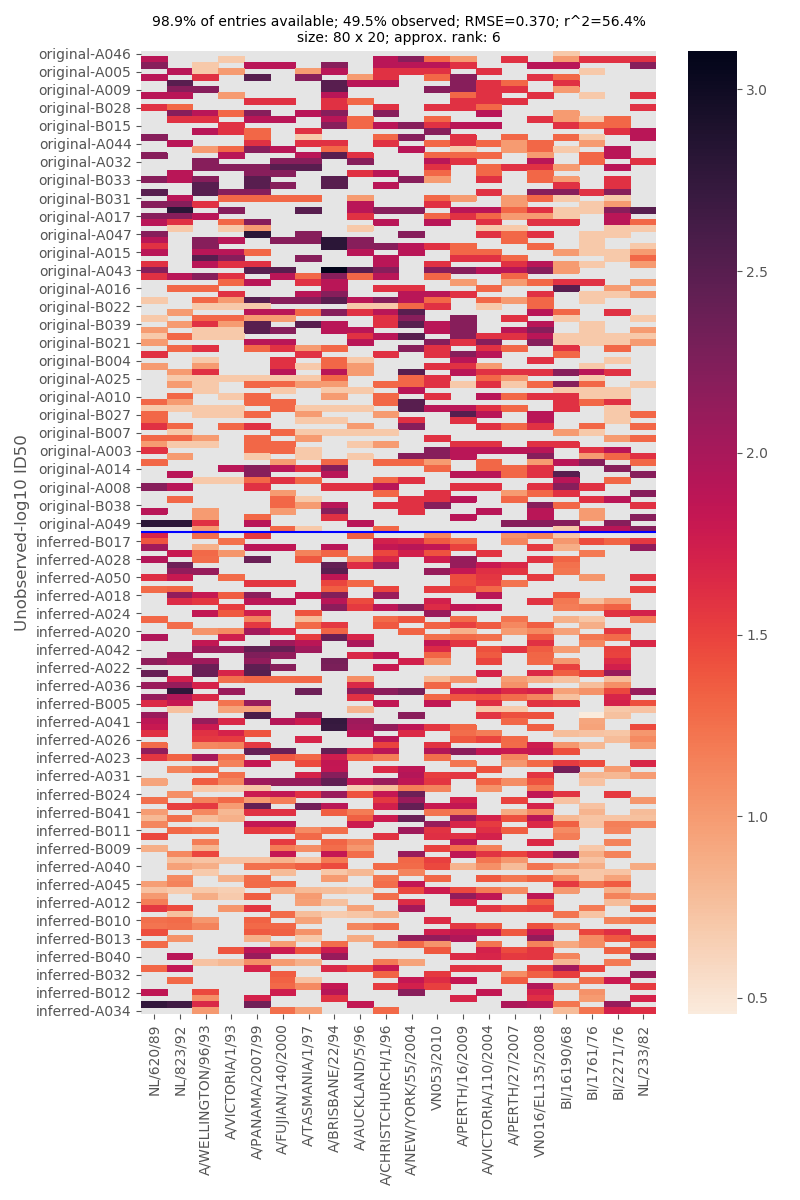 98.9% of entries available; 49.5% observed; RMSE=0.370; r^2=56.4%
size: 80 x 20; approx. rank: 6
Unobserved-log10 ID50
original-A046
original-A005
original-A009
original-B028
original-B015
original-A044
original-A032
original-B033
original-B031
original-A017
original-A047
original-A015
original-A043
original-A016
original-B022
original-B039
original-B021
original-B004
original-A025
original-A010
original-B027
original-B007
original-A003
original-A014
original-A008
original-B038
original-A049
inferred-B017
inferred-A028
inferred-A050
inferred-A018
inferred-A024
inferred-A020
inferred-A042
inferred-A022
inferred-A036
inferred-B005
inferred-A041
inferred-A026
inferred-A023
inferred-A031
inferred-B024
inferred-B041
inferred-B011
inferred-B009
inferred-A040
inferred-A045
inferred-A012
inferred-B010
inferred-B013
inferred-B040
inferred-B032
inferred-B012
inferred-A034
NL/620/89
NL/823/92
A/WELLINGTON/96/93
A/VICTORIA/1/93
A/PANAMA/2007/99
A/FUJIAN/140/2000
A/TASMANIA/1/97
A/BRISBANE/22/94
A/AUCKLAND/5/96
A/CHRISTCHURCH/1/96
A/NEW/YORK/55/2004
VN053/2010
A/PERTH/16/2009
A/VICTORIA/110/2004
A/PERTH/27/2007
VN016/EL135/2008
BI/16190/68
BI/1761/76
BI/2271/76
NL/233/82
3.0
2.5
2.0
1.5
1.0
0.5